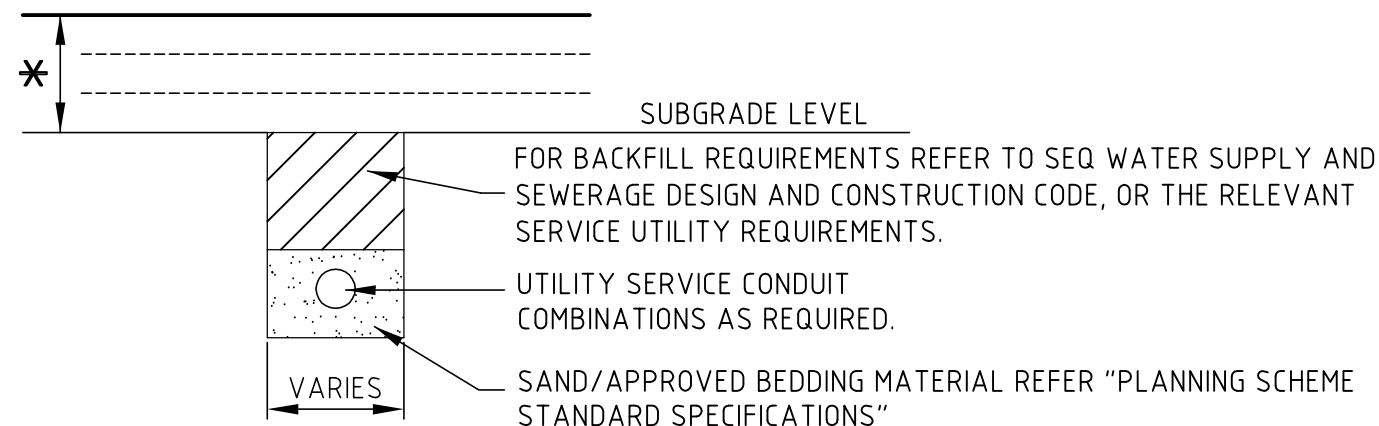 *
SUBGRADE LEVEL
FOR BACKFILL REQUIREMENTS REFER TO SEQ WATER SUPPLY AND
SEWERAGE DESIGN AND CONSTRUCTION CODE, OR THE RELEVANT
SERVICE UTILITY REQUIREMENTS.
UTILITY SERVICE CONDUIT
COMBINATIONS AS REQUIRED.
VARIES
SAND/APPROVED BEDDING MATERIAL REFER "PLANNING SCHEME
STANDARD SPECIFICATIONS"